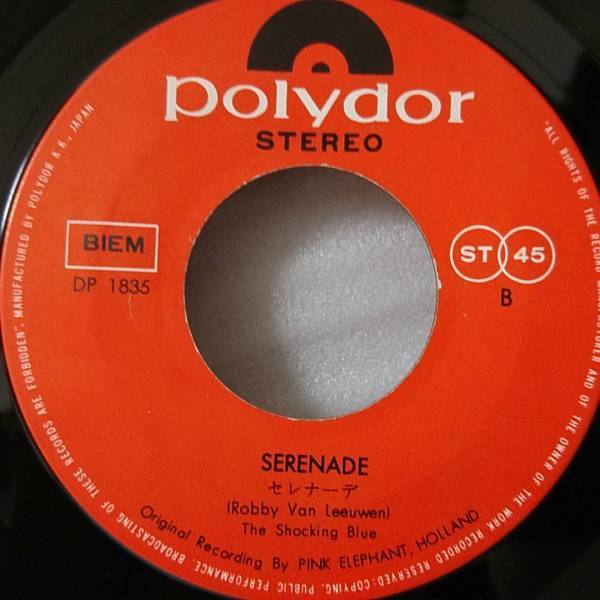 polydor
STEREO
BIEM
DP 1835
ST 45
B
SERENADE
セレナーデ
(Robby Van Leeuwen)
The Shocking Blue
Original Recording By PINK ELEPHANT, HOLLAND
"ALL RIGHTS OF THE RECORD MANUFACTURER AND OF THE OWNER OF THE WORK RECORDED RESERVED: COPYING, PUBLIC PERFORMANCE, BROADCASTING OF THESE RECORDS ARE FORBIDDEN", MANUFACTURED BY POLYDOR K.K., JAPAN